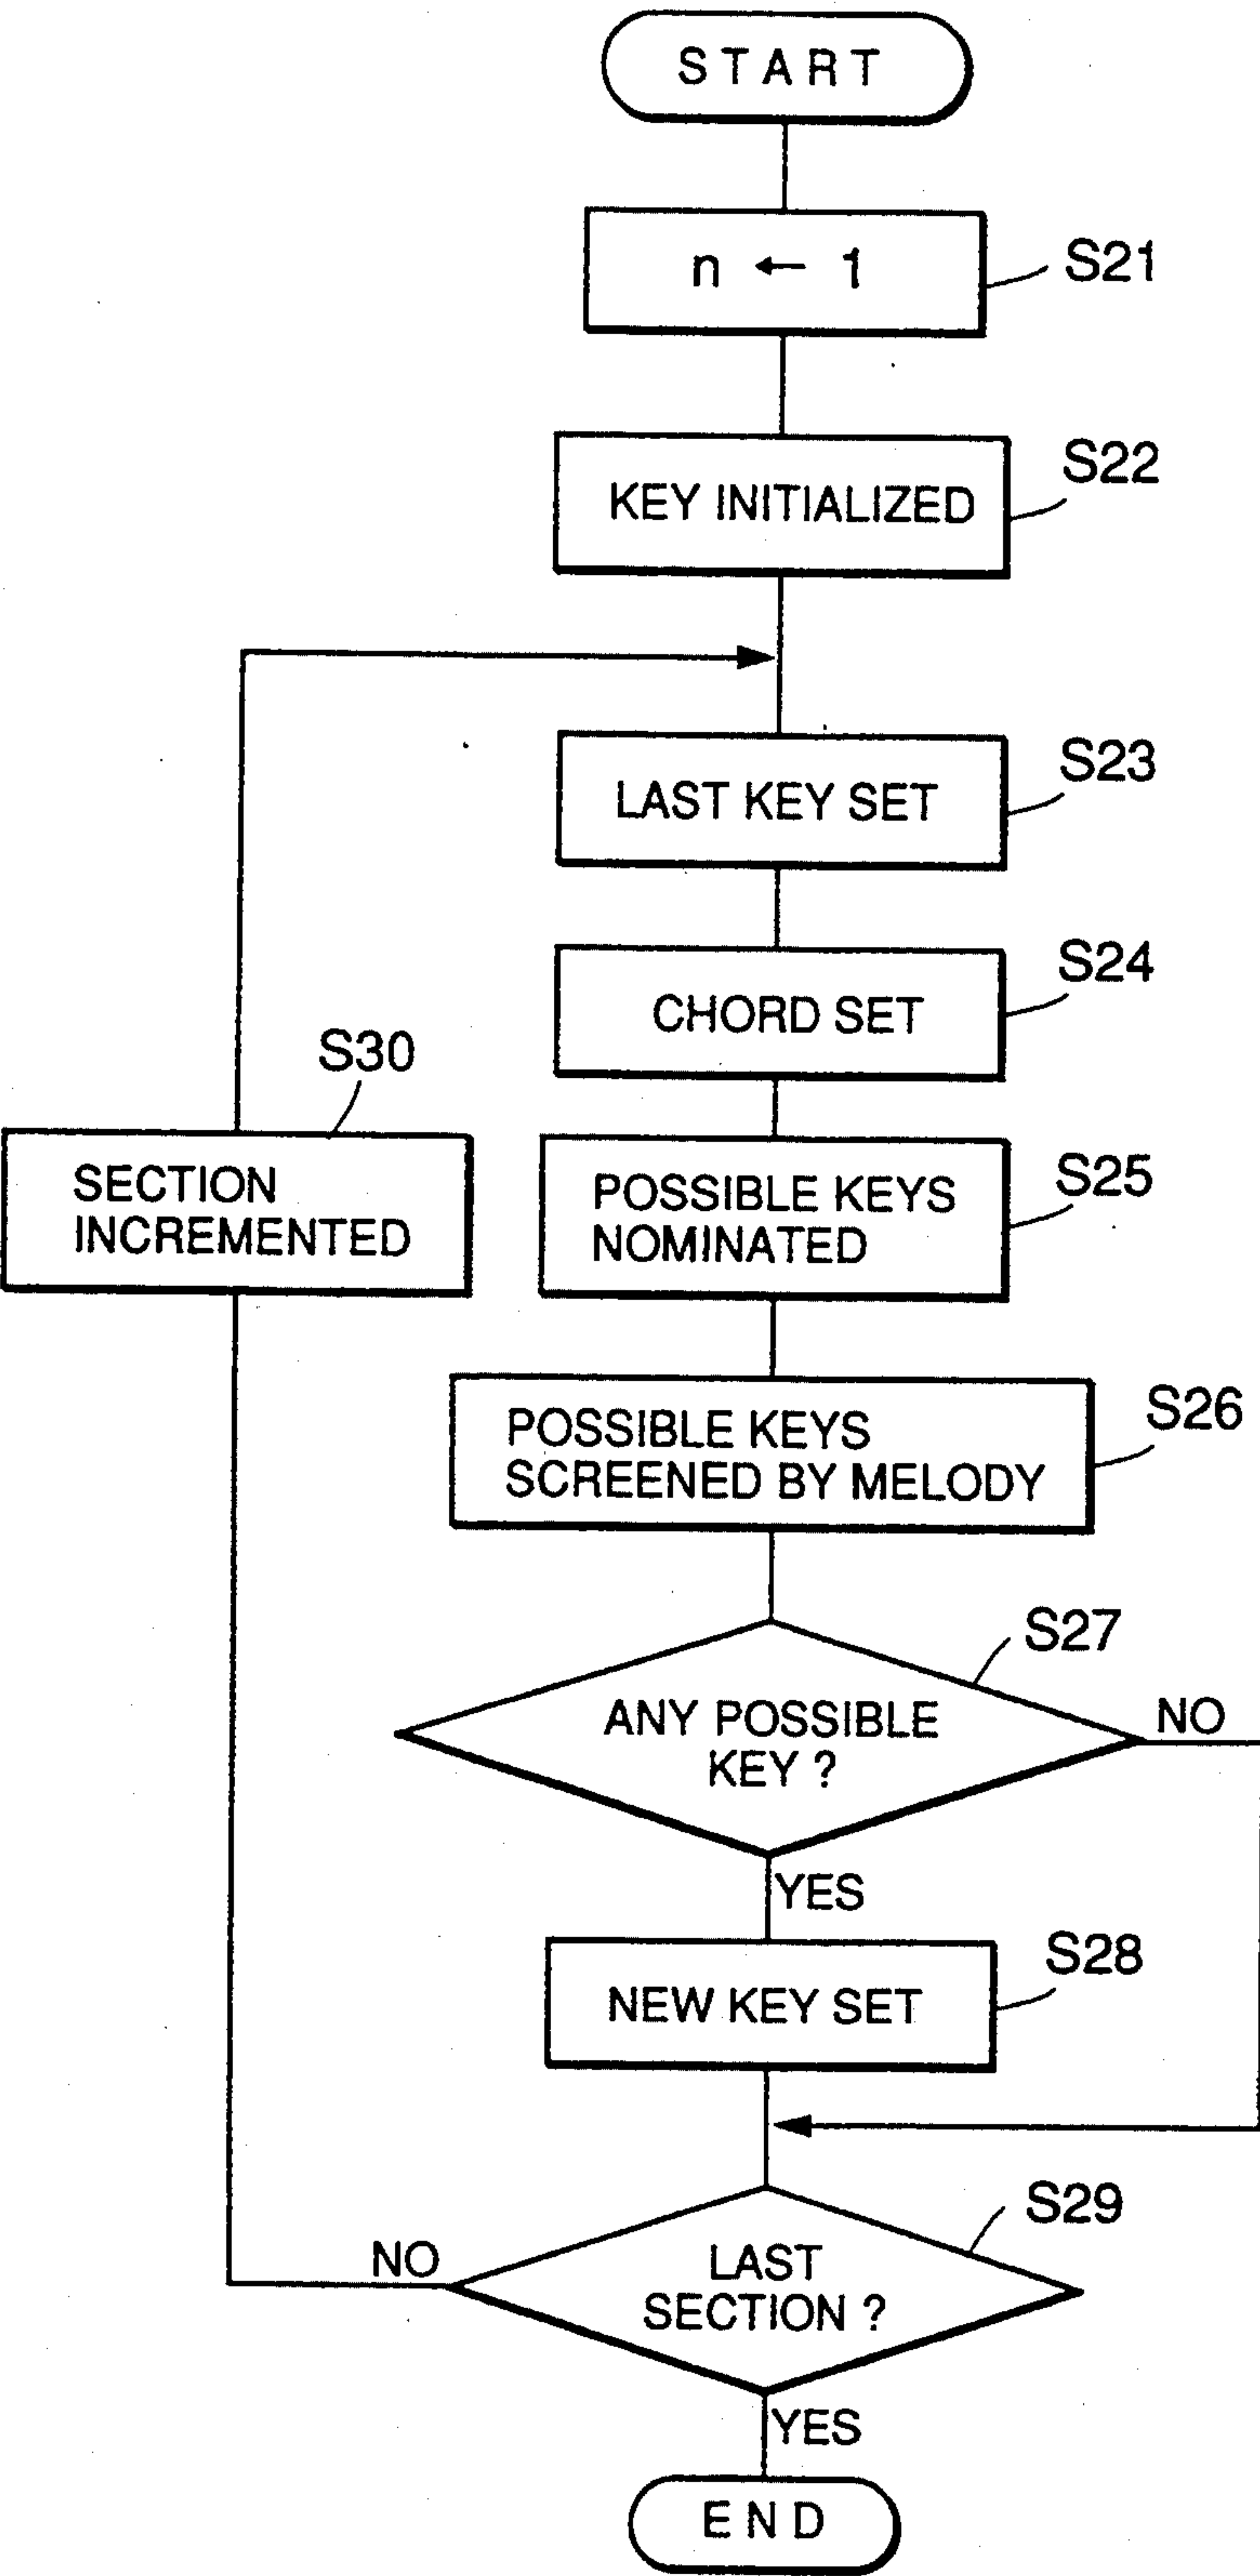 START
n ← 1
S21
KEY INITIALIZED
S22
LAST KEY SET
S23
CHORD SET
S24
S30
SECTION
INCREMENTED
POSSIBLE KEYS
NOMINATED
S25
POSSIBLE KEYS
SCREENED BY MELODY
S26
S27
ANY POSSIBLE
KEY ?
NO
YES
NEW KEY SET
S28
S29
LAST
SECTION ?
NO
YES
END